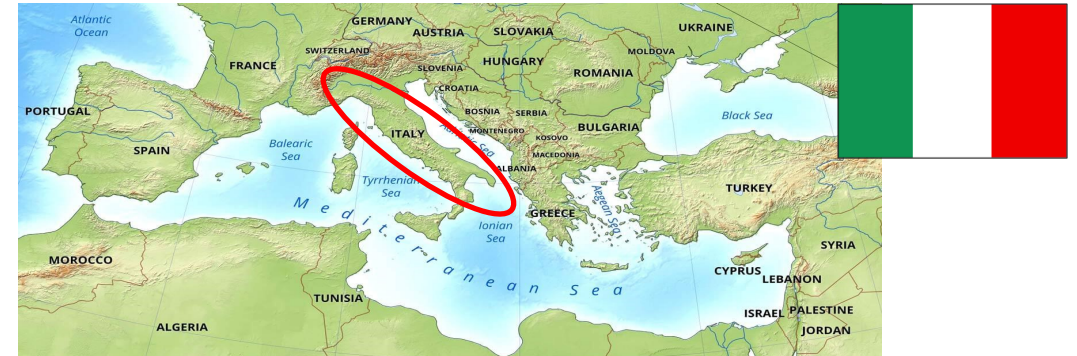 Atlantic
Ocean
GERMANY
AUSTRIA
SLOVAKIA
UKRAINE
SWITZERLAND
MOLDOVA
FRANCE
SLOVENIA
HUNGARY
ROMANIA
CROATIA
PORTUGAL
BOSNIA
SERBIA
Black Sea
SPAIN
Balearic
Sea
ITALY
Adriatic Sea
MONTENEGRO
KOSOVO
BULGARIA
MACEDONIA
ALBANIA
Tyrrhenian
Sea
TURKEY
Aegean Sea
GREECE
Ionian
Sea
Mediterranean Sea
MOROCCO
SYRIA
CYPRUS
LEBANON
TUNISIA
ISRAEL
PALESTINE
ALGERIA
JORDAN